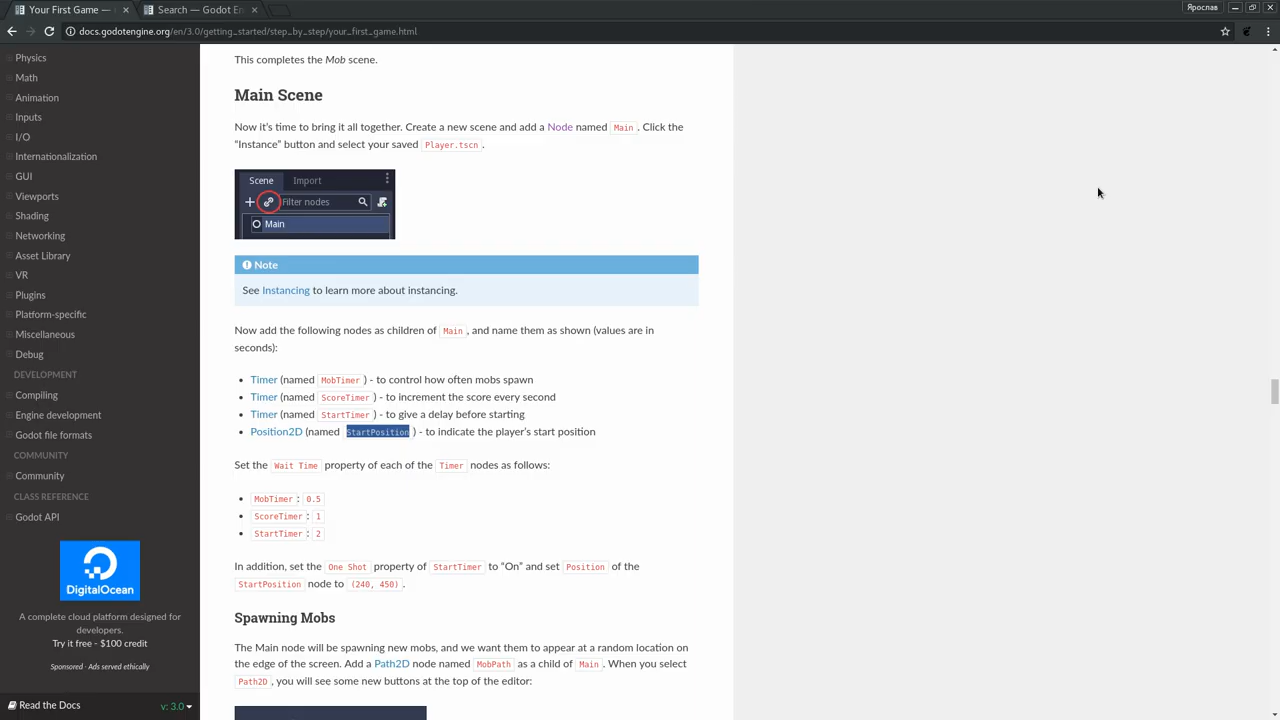 Your First Game —
Search — Godot En
Ярослав
docs.godotengine.org/en/3.0/getting_started/step_by_step/your_first_game.html
Physics
Math
Animation
Inputs
I/O
Internationalization
GUI
Viewports
Shading
Networking
Asset Library
VR
Plugins
Platform-specific
Miscellaneous
Debug
DEVELOPMENT
Compiling
Engine development
Godot file formats
COMMUNITY
Community
CLASS REFERENCE
Godot API
DigitalOcean
A complete cloud platform designed for
developers.
Try it free - $100 credit
Sponsored · Ads served ethically
Read the Docs
v: 3.0
This completes the Mob scene.
Main Scene
Now it's time to bring it all together. Create a new scene and add a Node named Main. Click the
"Instance" button and select your saved Player.tscn.
Scene Import
Filter nodes
Main
Note
See Instancing to learn more about instancing.
Now add the following nodes as children of Main, and name them as shown (values are in
seconds):
• Timer (named MobTimer) - to control how often mobs spawn
• Timer (named ScoreTimer) - to increment the score every second
• Timer (named StartTimer) - to give a delay before starting
• Position2D (named StartPosition) - to indicate the player's start position
Set the Wait Time property of each of the Timer nodes as follows:
• MobTimer: 0.5
• ScoreTimer: 1
• StartTimer: 2
In addition, set the One Shot property of StartTimer to "On" and set Position of the
StartPosition node to (240, 450).
Spawning Mobs
The Main node will be spawning new mobs, and we want them to appear at a random location on
the edge of the screen. Add a Path2D node named MobPath as a child of Main. When you select
Path2D, you will see some new buttons at the top of the editor: